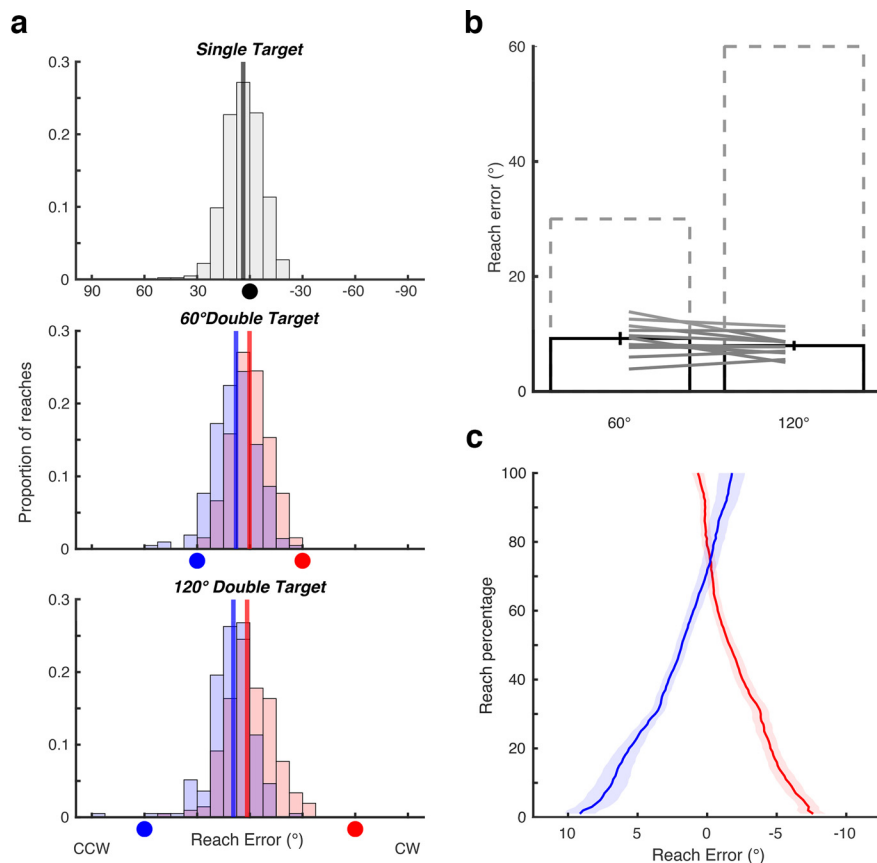 a
Single Target
0.3
0.2
0.1
0
90 60 30 -30 -60 -90
60°Double Target
0.3
0.2
0.1
0
Proportion of reaches
120° Double Target
0.3
0.2
0.1
0
CCW Reach Error (°) CW
b
60
40
20
0
Reach error (°)
60° 120°
c
100
80
60
40
20
0
Reach percentage
10 5 0 -5 -10
Reach Error (°)